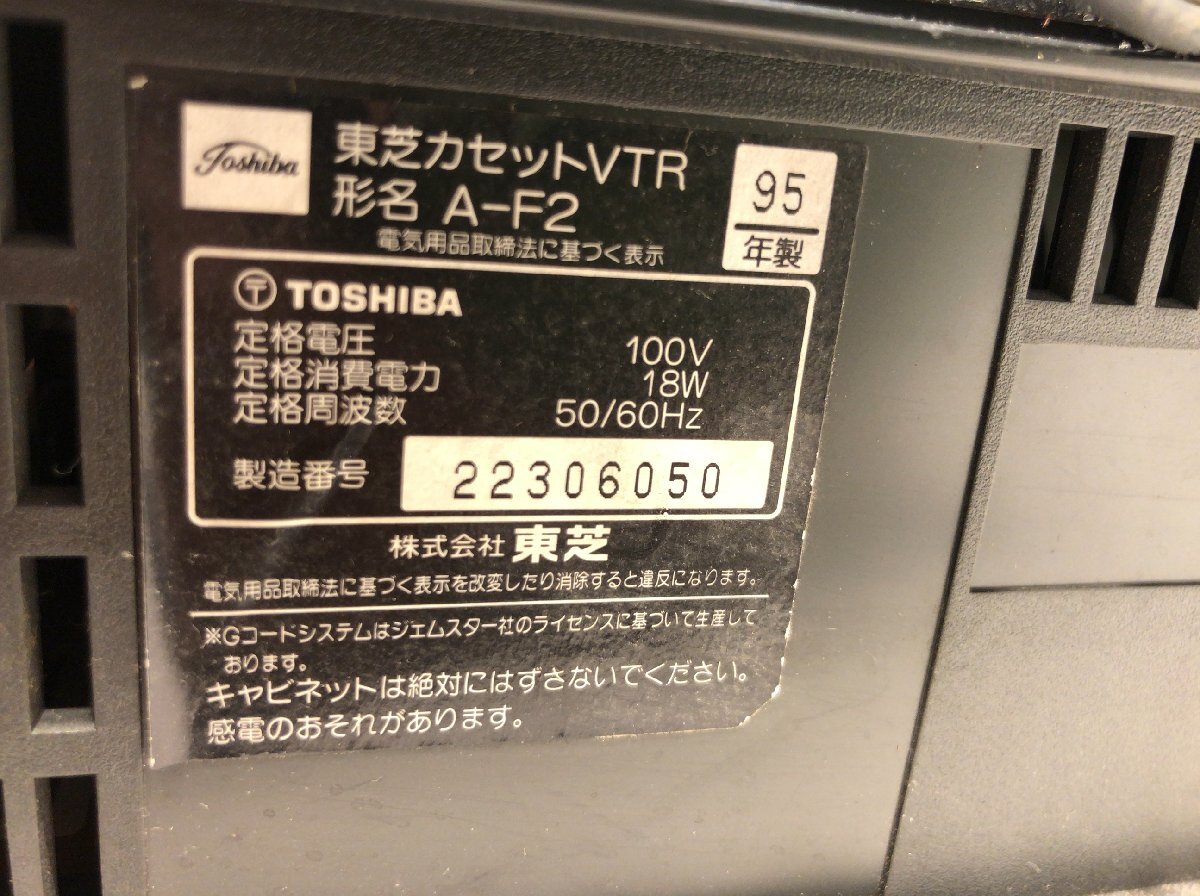 Toshiba
東芝カセットVTR
形名 A-F2
95
年製
電気用品取締法に基づく表示
〶 TOSHIBA
定格電圧 100V
定格消費電力 18W
定格周波数 50/60Hz
製造番号 22306050
株式会社 東芝
電気用品取締法に基づく表示を改変したり消除すると違反になります。
※Gコードシステムはジェムスター社のライセンスに基づいて生産して
おります。
キャビネットは絶対にはずさないでください。
感電のおそれがあります。